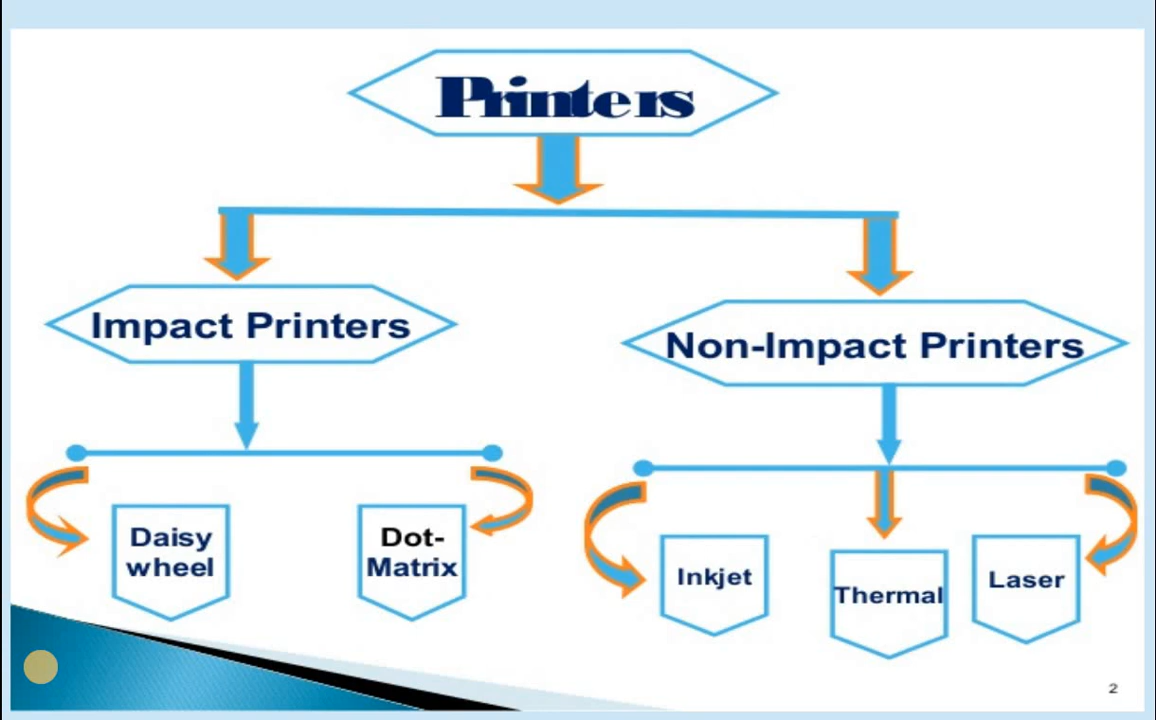 Printers
Impact Printers
Non-Impact Printers
Daisy
wheel
Dot-
Matrix
Inkjet
Thermal
Laser
2